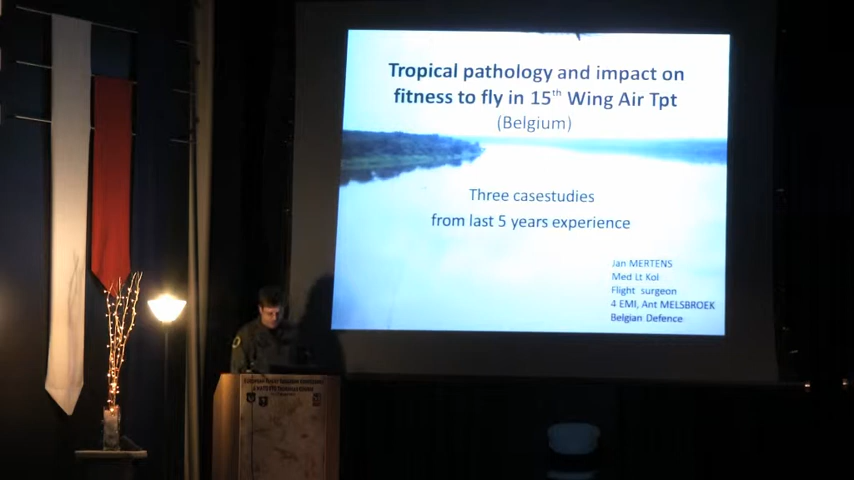 Tropical pathology and impact on
fitness to fly in 15th Wing Air Tpt
(Belgium)
Three casestudies
from last 5 years experience
Jan MERTENS
Med Lt Kol
Flight surgeon
4 EMI, Ant MELSBROEK
Belgian Defence